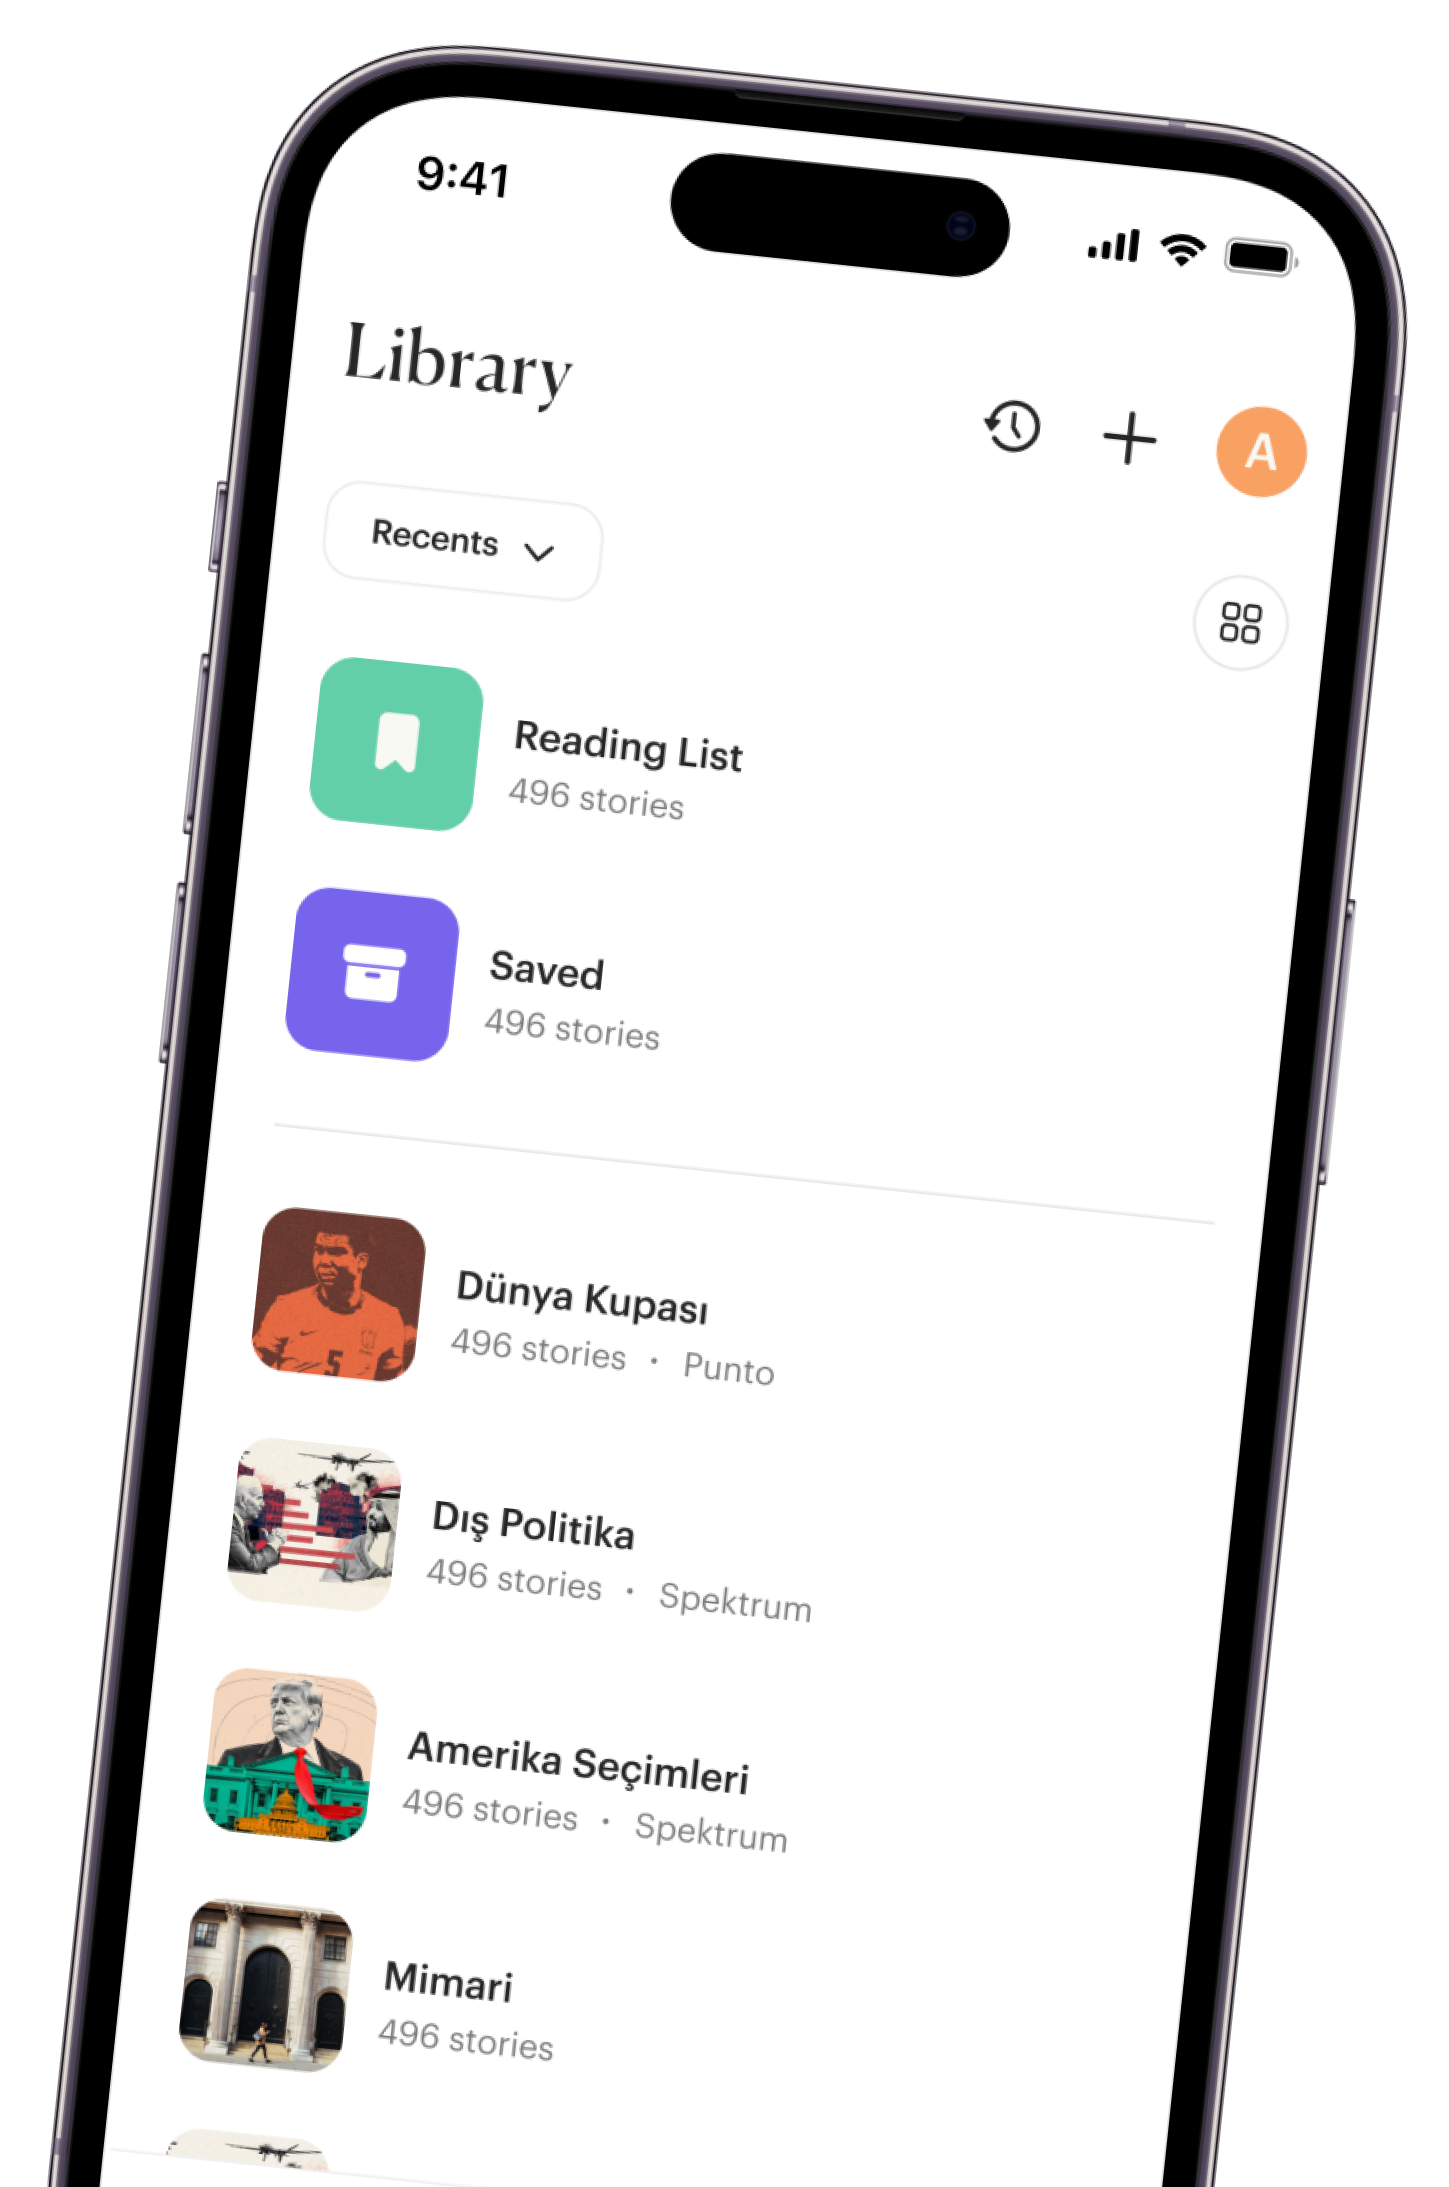 9:41
Library
A
Recents
Reading List
496 stories
Saved
496 stories
5
Dünya Kupası
496 stories • Punto
Dış Politika
496 stories • Spektrum
Amerika Seçimleri
496 stories • Spektrum
Mimari
496 stories